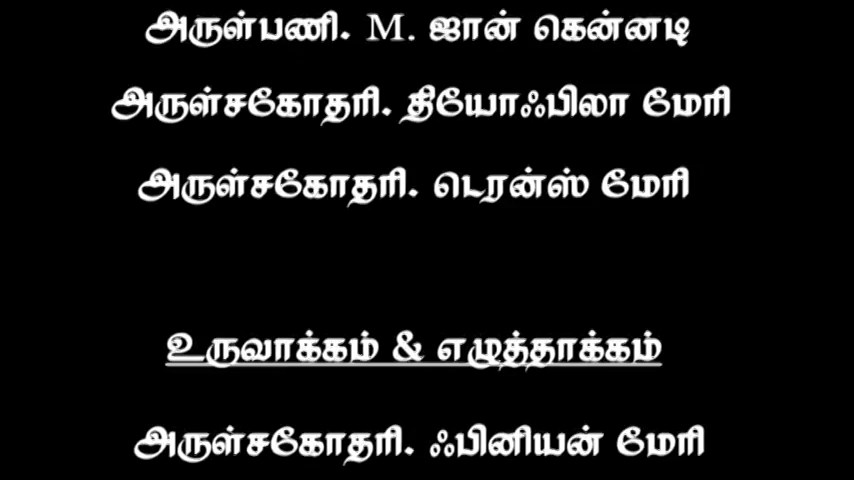 அருள்பணி. M. ஜான் கென்னடி
அருள்சகோதரி. தியோஃபிலா மேரி
அருள்சகோதரி. டெரன்ஸ் மேரி
உருவாக்கம் & எழுத்தாக்கம்
அருள்சகோதரி. ஃபினியன் மேரி